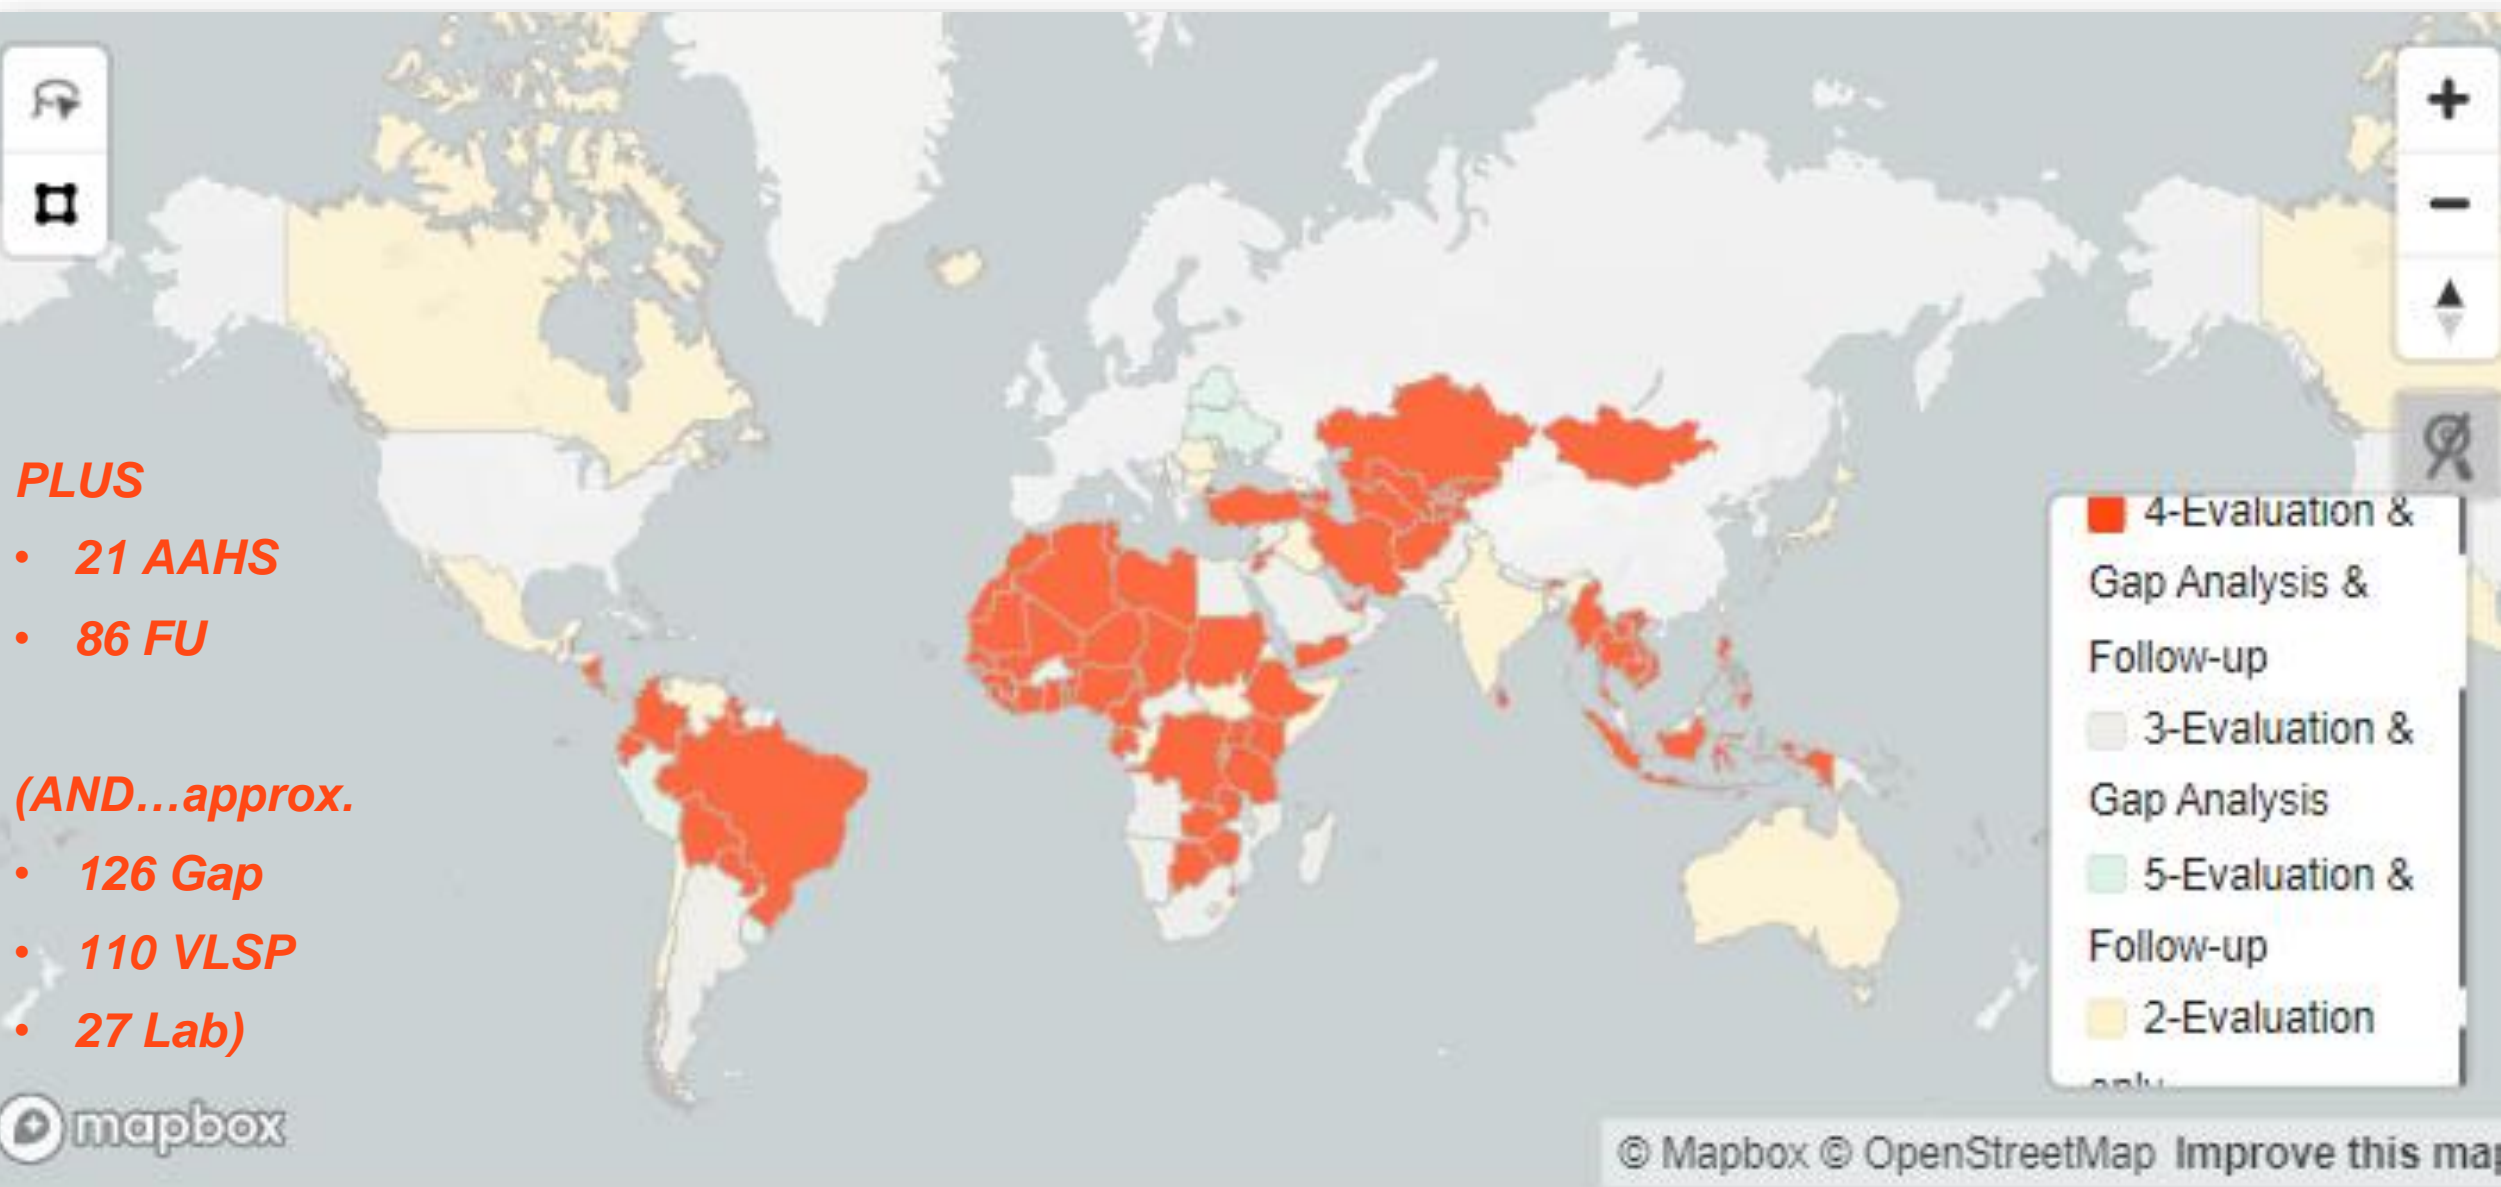 PLUS
• 21 AAHS
• 86 FU
(AND...approx.
• 126 Gap
• 110 VLSP
• 27 Lab)
4-Evaluation &
Gap Analysis &
Follow-up
3-Evaluation &
Gap Analysis
5-Evaluation &
Follow-up
2-Evaluation
mapbox
© Mapbox © OpenStreetMap Improve this map